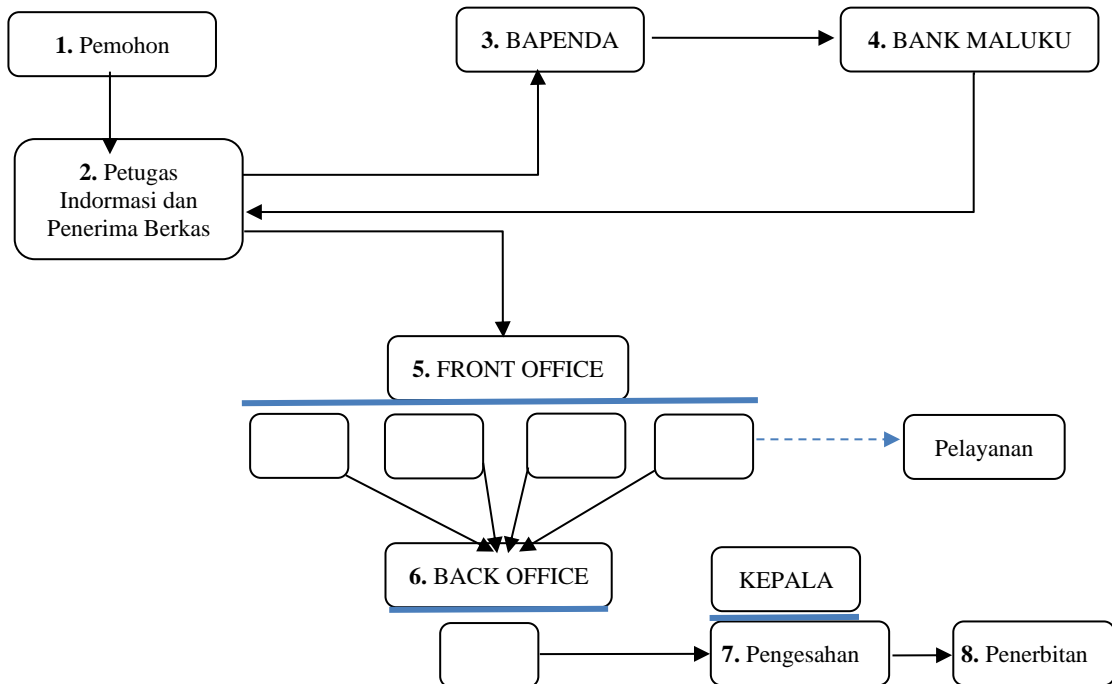 1. Pemohon
3. BAPENDA
4. BANK MALUKU
2. Petugas
Indormasi dan
Penerima Berkas
5. FRONT OFFICE
Pelayanan
6. BACK OFFICE
KEPALA
7. Pengesahan
8. Penerbitan